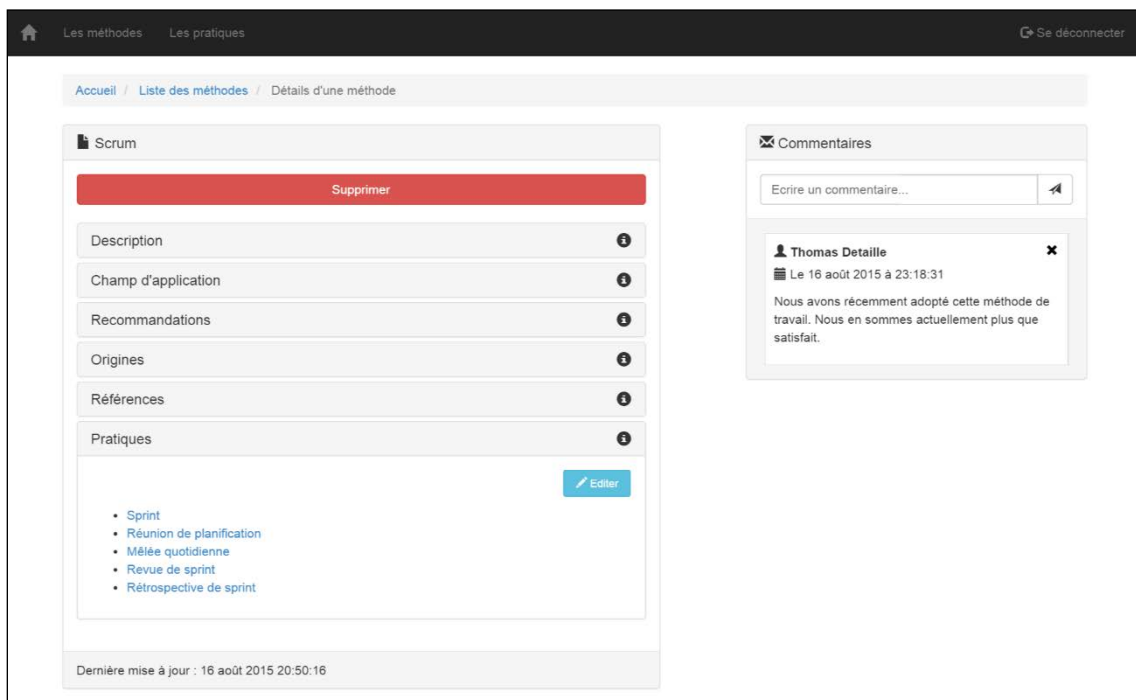 Les méthodes Les pratiques Se déconnecter
Accueil / Liste des méthodes / Détails d'une méthode
Scrum
Supprimer
Description
Champ d'application
Recommandations
Origines
Références
Pratiques
Editer
Sprint
Réunion de planification
Mêlée quotidienne
Revue de sprint
Rétrospective de sprint
Dernière mise à jour : 16 août 2015 20:50:16
Commentaires
Ecrire un commentaire...
Thomas Detaille
Le 16 août 2015 à 23:18:31
Nous avons récemment adopté cette méthode de
travail. Nous en sommes actuellement plus que
satisfait.